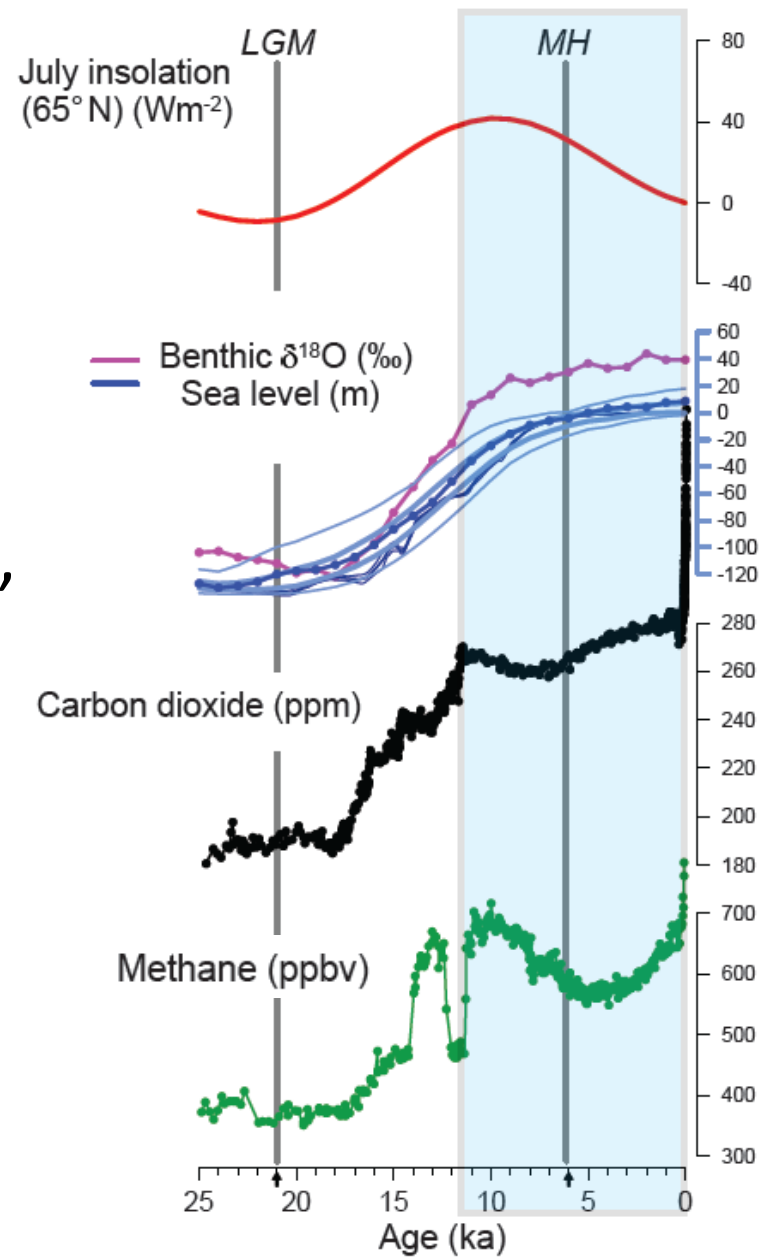 LGM
MH
July insolation
(65° N) (Wm⁻²)
80
40
0
-40
Benthic δ¹⁸O (‰)
Sea level (m)
60
40
20
0
-20
-40
-60
-80
-100
-120
,
Carbon dioxide (ppm)
280
260
240
220
200
180
Methane (ppbv)
700
600
500
400
300
25 20 15 10 5 0
Age (ka)